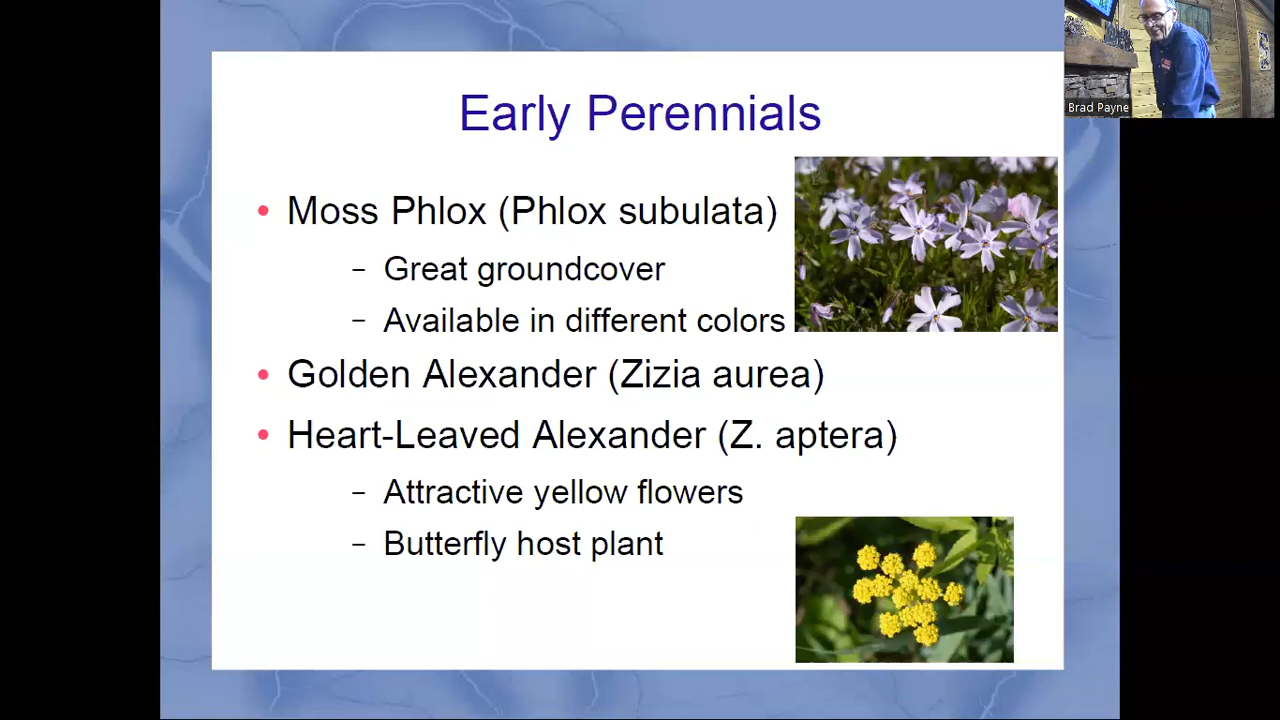 Early Perennials
• Moss Phlox (Phlox subulata)
– Great groundcover
– Available in different colors
• Golden Alexander (Zizia aurea)
• Heart-Leaved Alexander (Z. aptera)
– Attractive yellow flowers
– Butterfly host plant
Brad Payne